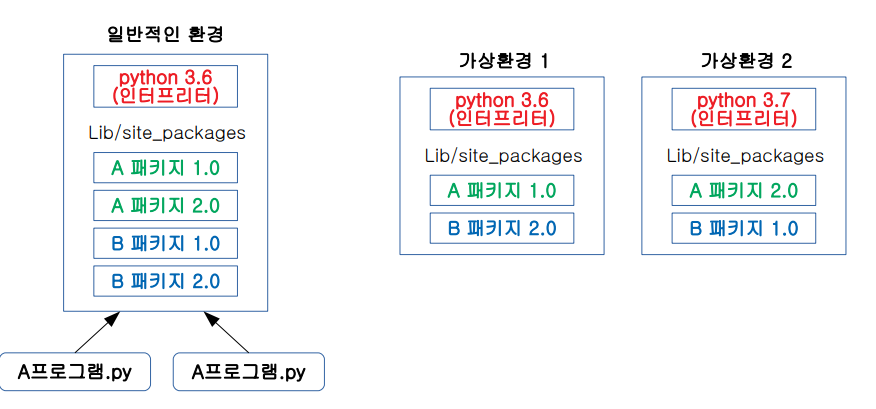 일반적인 환경
python 3.6
(인터프리터)
Lib/site_packages
A 패키지 1.0
A 패키지 2.0
B 패키지 1.0
B 패키지 2.0
A프로그램.py
A프로그램.py
가상환경 1
python 3.6
(인터프리터)
Lib/site_packages
A 패키지 1.0
B 패키지 2.0
가상환경 2
python 3.7
(인터프리터)
Lib/site_packages
A 패키지 2.0
B 패키지 1.0